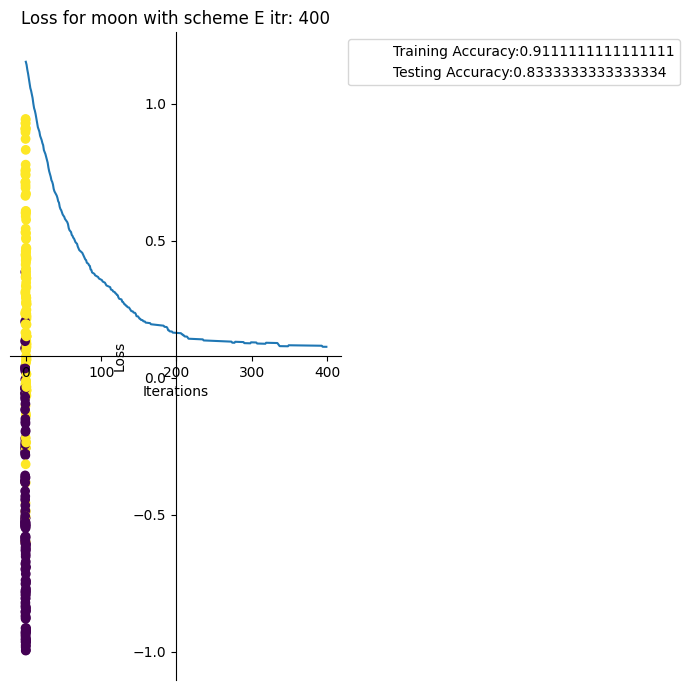 Loss for moon with scheme E itr: 400
Training Accuracy:0.9111111111111111
Testing Accuracy:0.8333333333333334
1.0
0.5
Loss
0 100 200 300 400
0.0
Iterations
−0.5
−1.0